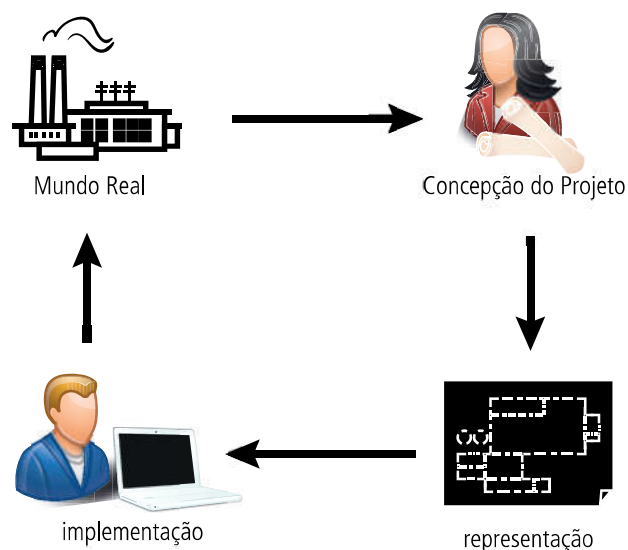 Mundo Real
Concepção do Projeto
implementação
representação